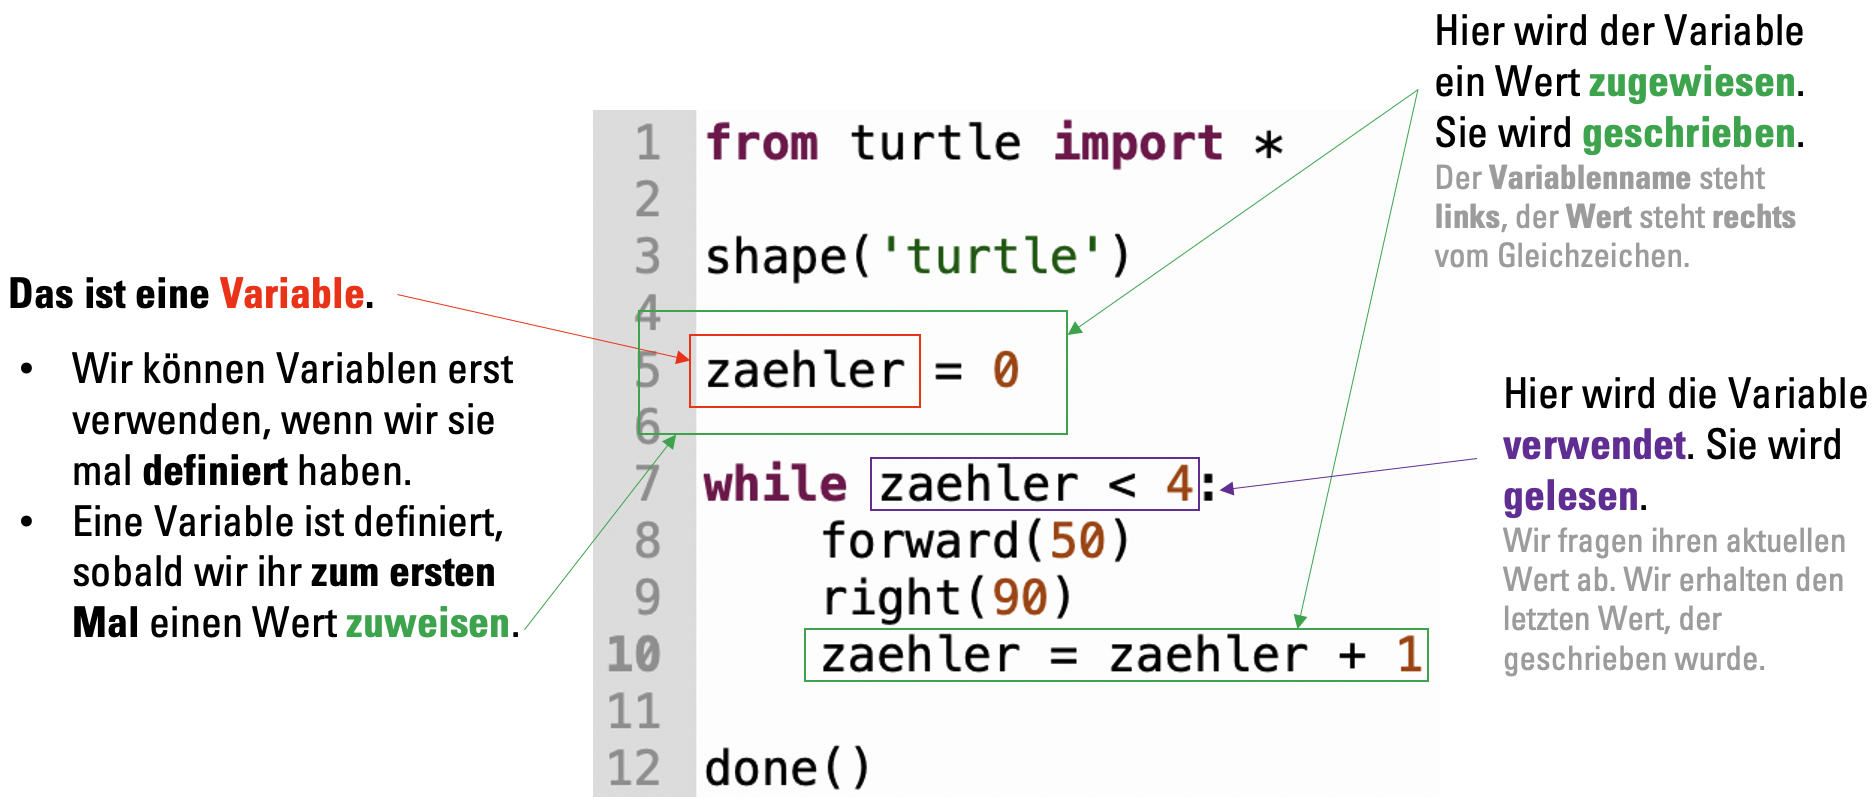 Das ist eine Variable.
• Wir können Variablen erst
verwenden, wenn wir sie
mal definiert haben.
• Eine Variable ist definiert,
sobald wir ihr zum ersten
Mal einen Wert zuweisen.
1 from turtle import *
2
3 shape('turtle')
4
5 zaehler = 0
6
7 while zaehler < 4:
8     forward(50)
9     right(90)
10     zaehler = zaehler + 1
11
12 done()
Hier wird der Variable
ein Wert zugewiesen.
Sie wird geschrieben.
Der Variablenname steht
links, der Wert steht rechts
vom Gleichzeichen.
Hier wird die Variable
verwendet. Sie wird
gelesen.
Wir fragen ihren aktuellen
Wert ab. Wir erhalten den
letzten Wert, der
geschrieben wurde.